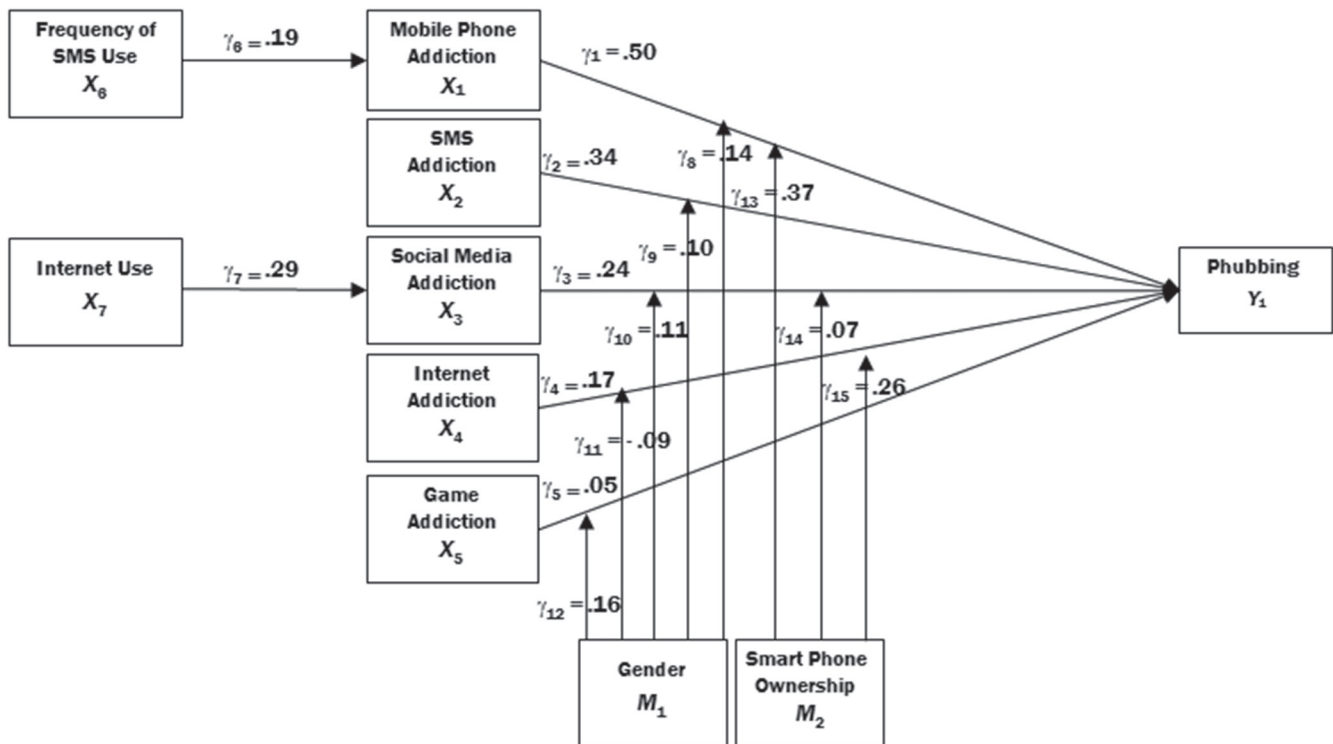 Frequency of
SMS Use
X₆
γ₆ = .19
Mobile Phone
Addiction
X₁
γ₁ = .50
SMS
Addiction
X₂
γ₂ = .34
γ₈ = .14
γ₁₃ = .37
Internet Use
X₇
γ₇ = .29
Social Media
Addiction
X₃
γ₃ = .24
γ₉ = .10
Phubbing
Y₁
γ₁₀ = .11
γ₁₄ = .07
Internet
Addiction
X₄
γ₄ = .17
γ₁₅ = .26
γ₁₁ = -.09
Game
Addiction
X₅
γ₅ = .05
γ₁₂ = .16
Gender
M₁
Smart Phone
Ownership
M₂